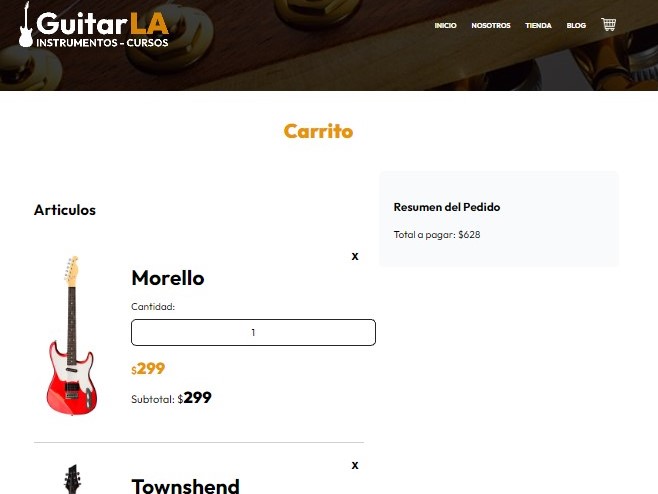 GuitarLA
INSTRUMENTOS - CURSOS
INICIO NOSOTROS TIENDA BLOG
Carrito
Articulos
Resumen del Pedido
Total a pagar: $628
X
Morello
Cantidad:
1
$299
Subtotal: $299
X
Townshend